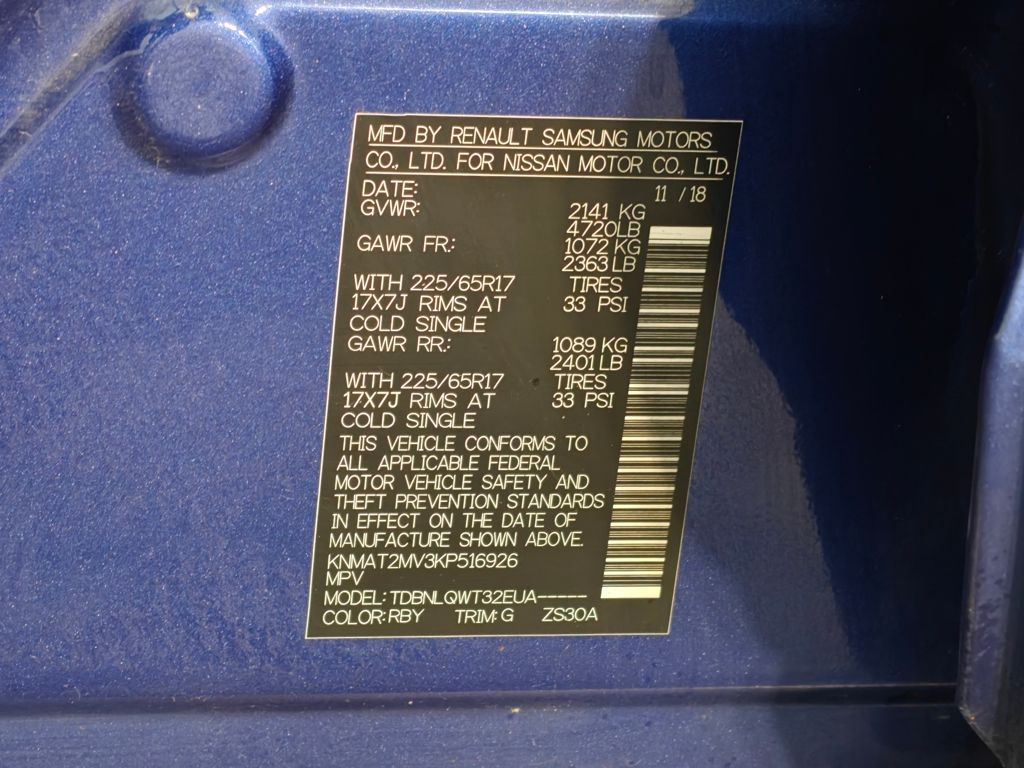 MFD BY RENAULT SAMSUNG MOTORS
CO., LTD. FOR NISSAN MOTOR CO., LTD.
DATE: 11 / 18
GVWR: 2141 KG
4720LB
GAWR FR.: 1072 KG
2363 LB
WITH 225/65R17 TIRES
17X7J RIMS AT 33 PSI
COLD SINGLE
GAWR RR.: 1089 KG
2401 LB
WITH 225/65R17 TIRES
17X7J RIMS AT 33 PSI
COLD SINGLE
THIS VEHICLE CONFORMS TO
ALL APPLICABLE FEDERAL
MOTOR VEHICLE SAFETY AND
THEFT PREVENTION STANDARDS
IN EFFECT ON THE DATE OF
MANUFACTURE SHOWN ABOVE.
KNMAT2MV3KP516926
MPV
MODEL: TDBNLQWT32EUA-----
COLOR: RBY TRIM: G ZS30A